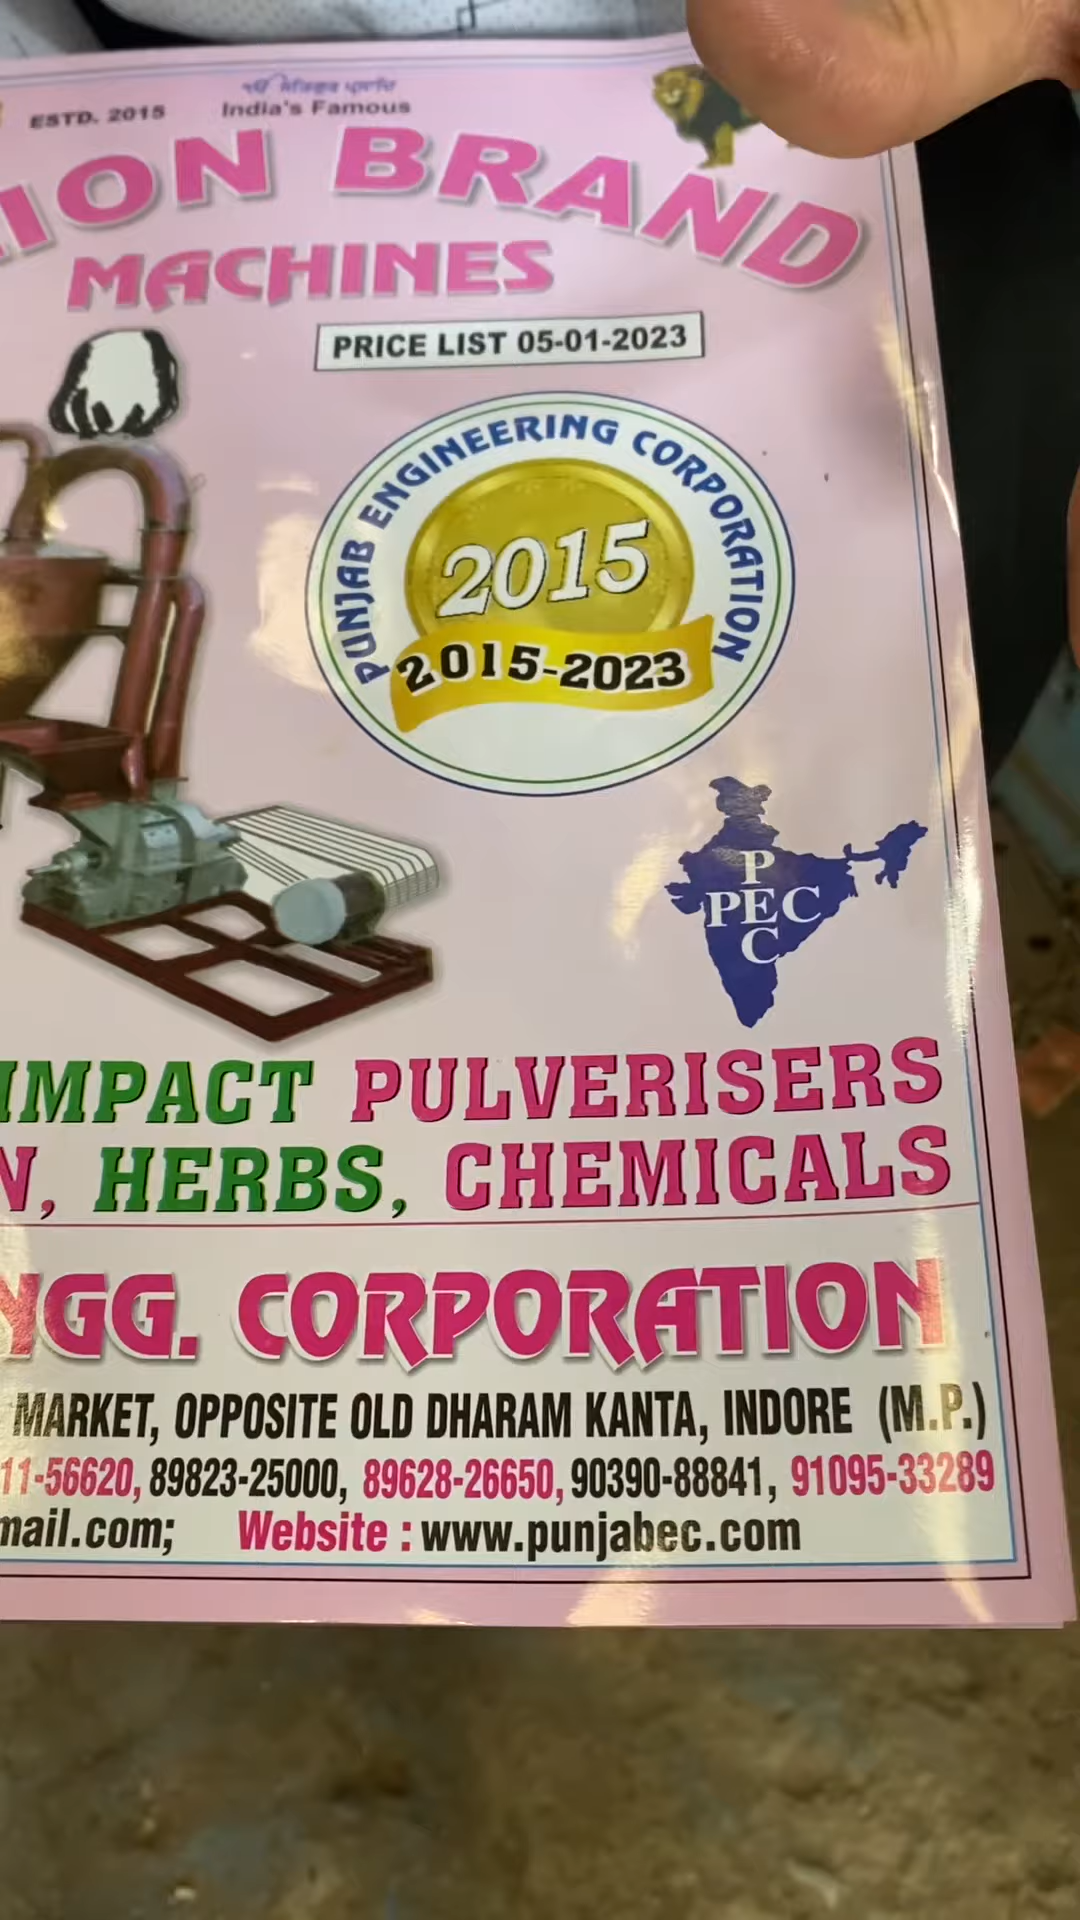 ESTD. 2015
ੴ ਸਤਿਗੁਰ ਪ੍ਰਸਾਦਿ
India's Famous
ION BRAND
MACHINES
PRICE LIST 05-01-2023
PUNJAB ENGINEERING CORPORATION
2015
2015-2023
P
PEC
C
IMPACT PULVERISERS
N, HERBS, CHEMICALS
NGG. CORPORATION
MARKET, OPPOSITE OLD DHARAM KANTA, INDORE (M.P.)
11-56620, 89823-25000, 89628-26650, 90390-88841, 91095-33289
mail.com; Website : www.punjabec.com